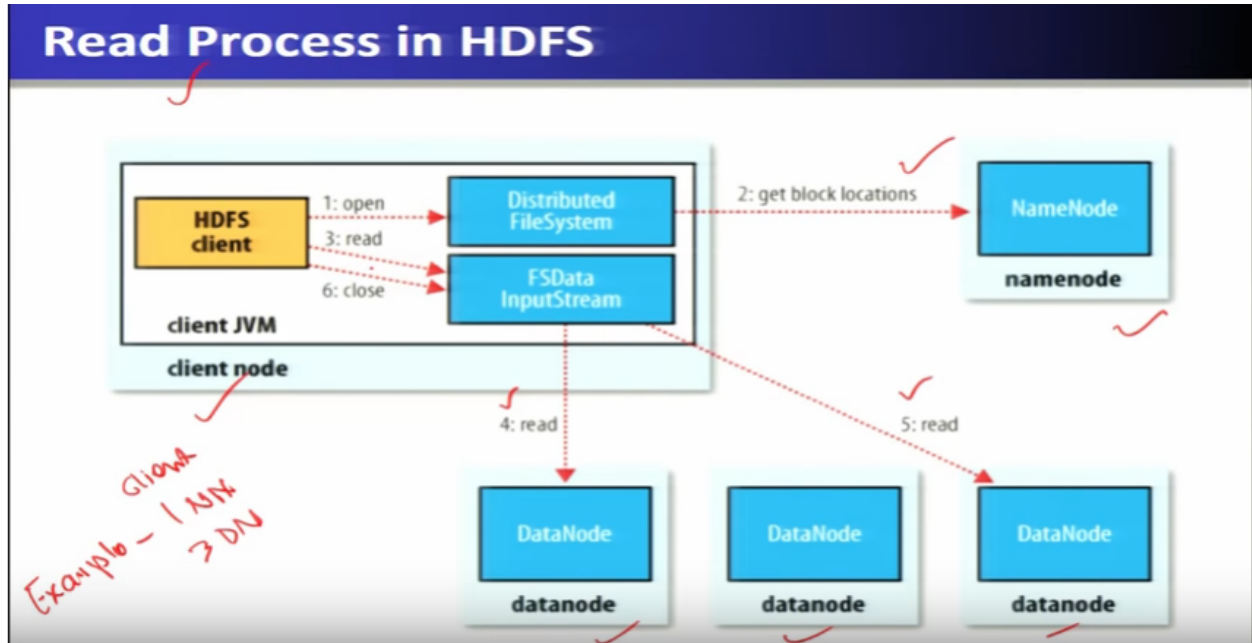 Read Process in HDFS
HDFS
client
1: open
3: read
6: close
Distributed
FileSystem
FSData
InputStream
2: get block locations
NameNode
namenode
client JVM
client node
4: read
5: read
Client
Example - 1 NN
3 DN
DataNode
datanode
DataNode
datanode
DataNode
datanode